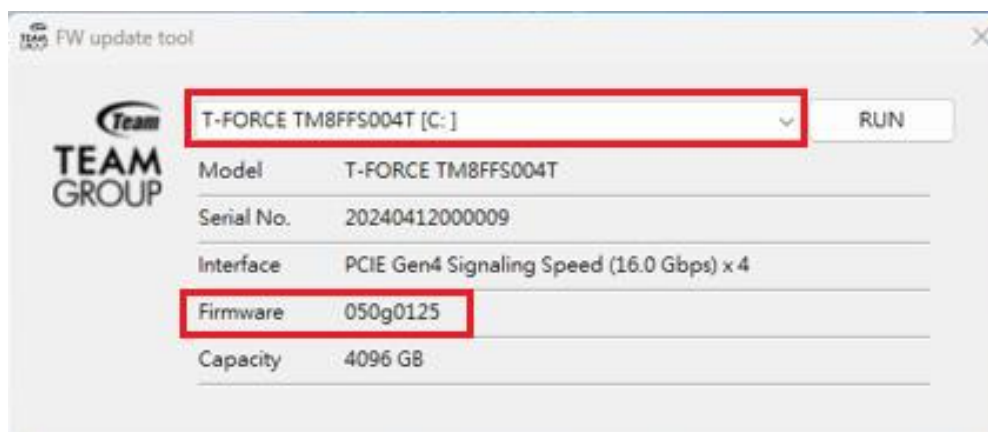 FW update tool
Team
TEAM
GROUP
T-FORCE TM8FFS004T [C: ]
RUN
Model T-FORCE TM8FFS004T
Serial No. 20240412000009
Interface PCIE Gen4 Signaling Speed (16.0 Gbps) x 4
Firmware 050g0125
Capacity 4096 GB